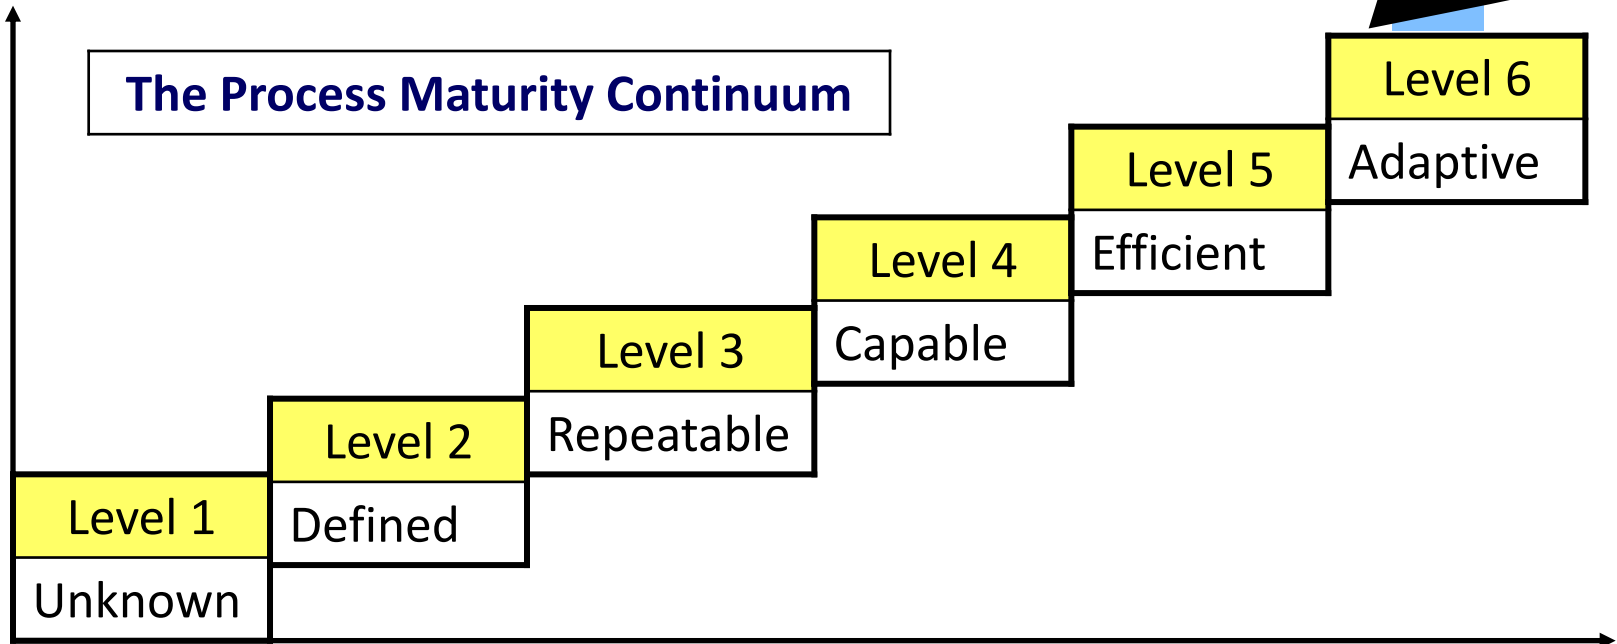 The Process Maturity Continuum
Level 1
Unknown
Level 2
Defined
Level 3
Repeatable
Level 4
Capable
Level 5
Efficient
Level 6
Adaptive